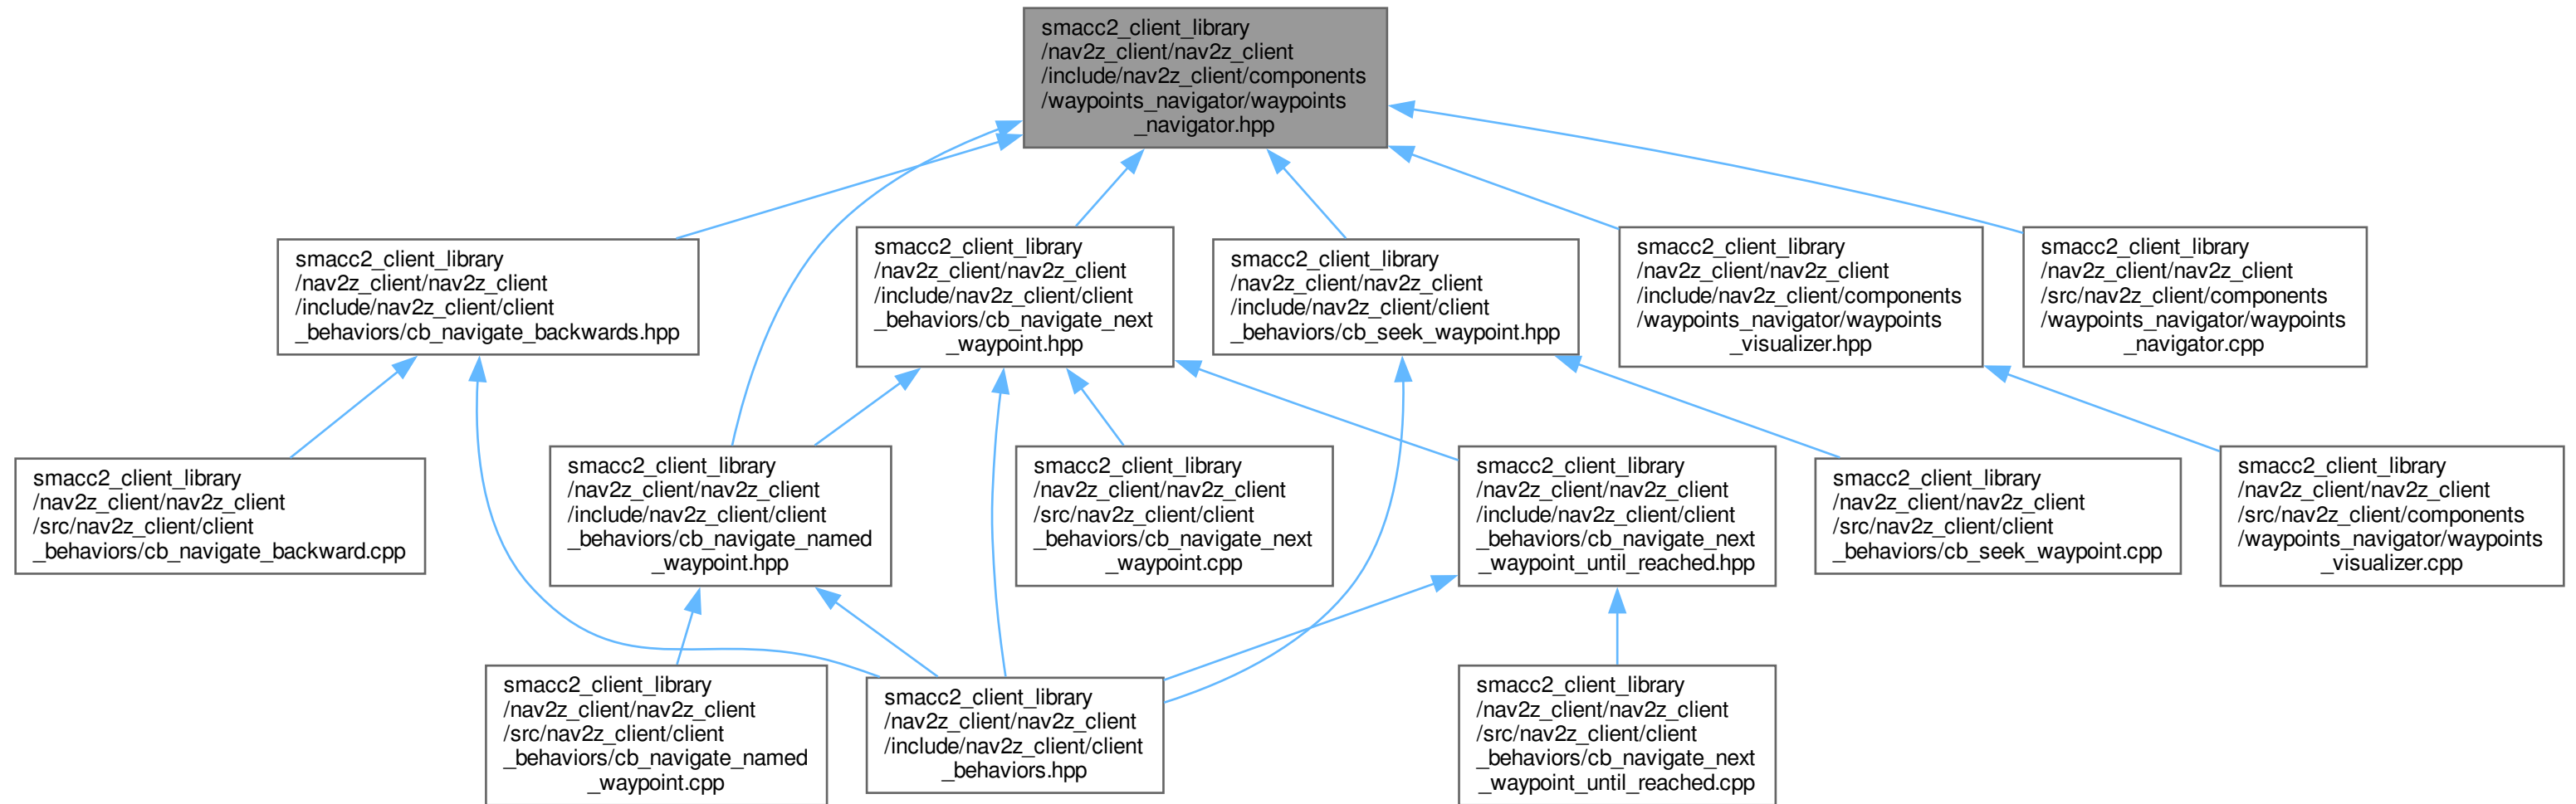 smacc2_client_library
/nav2z_client/nav2z_client
/include/nav2z_client/components
/waypoints_navigator/waypoints
_navigator.hpp
smacc2_client_library
/nav2z_client/nav2z_client
/include/nav2z_client/client
_behaviors/cb_navigate_backwards.hpp
smacc2_client_library
/nav2z_client/nav2z_client
/include/nav2z_client/client
_behaviors/cb_navigate_next
_waypoint.hpp
smacc2_client_library
/nav2z_client/nav2z_client
/include/nav2z_client/client
_behaviors/cb_seek_waypoint.hpp
smacc2_client_library
/nav2z_client/nav2z_client
/include/nav2z_client/components
/waypoints_navigator/waypoints
_visualizer.hpp
smacc2_client_library
/nav2z_client/nav2z_client
/src/nav2z_client/components
/waypoints_navigator/waypoints
_navigator.cpp
smacc2_client_library
/nav2z_client/nav2z_client
/src/nav2z_client/client
_behaviors/cb_navigate_backward.cpp
smacc2_client_library
/nav2z_client/nav2z_client
/include/nav2z_client/client
_behaviors/cb_navigate_named
_waypoint.hpp
smacc2_client_library
/nav2z_client/nav2z_client
/src/nav2z_client/client
_behaviors/cb_navigate_next
_waypoint.cpp
smacc2_client_library
/nav2z_client/nav2z_client
/include/nav2z_client/client
_behaviors/cb_navigate_next
_waypoint_until_reached.hpp
smacc2_client_library
/nav2z_client/nav2z_client
/src/nav2z_client/client
_behaviors/cb_seek_waypoint.cpp
smacc2_client_library
/nav2z_client/nav2z_client
/src/nav2z_client/components
/waypoints_navigator/waypoints
_visualizer.cpp
smacc2_client_library
/nav2z_client/nav2z_client
/src/nav2z_client/client
_behaviors/cb_navigate_named
_waypoint.cpp
smacc2_client_library
/nav2z_client/nav2z_client
/include/nav2z_client/client
_behaviors.hpp
smacc2_client_library
/nav2z_client/nav2z_client
/src/nav2z_client/client
_behaviors/cb_navigate_next
_waypoint_until_reached.cpp